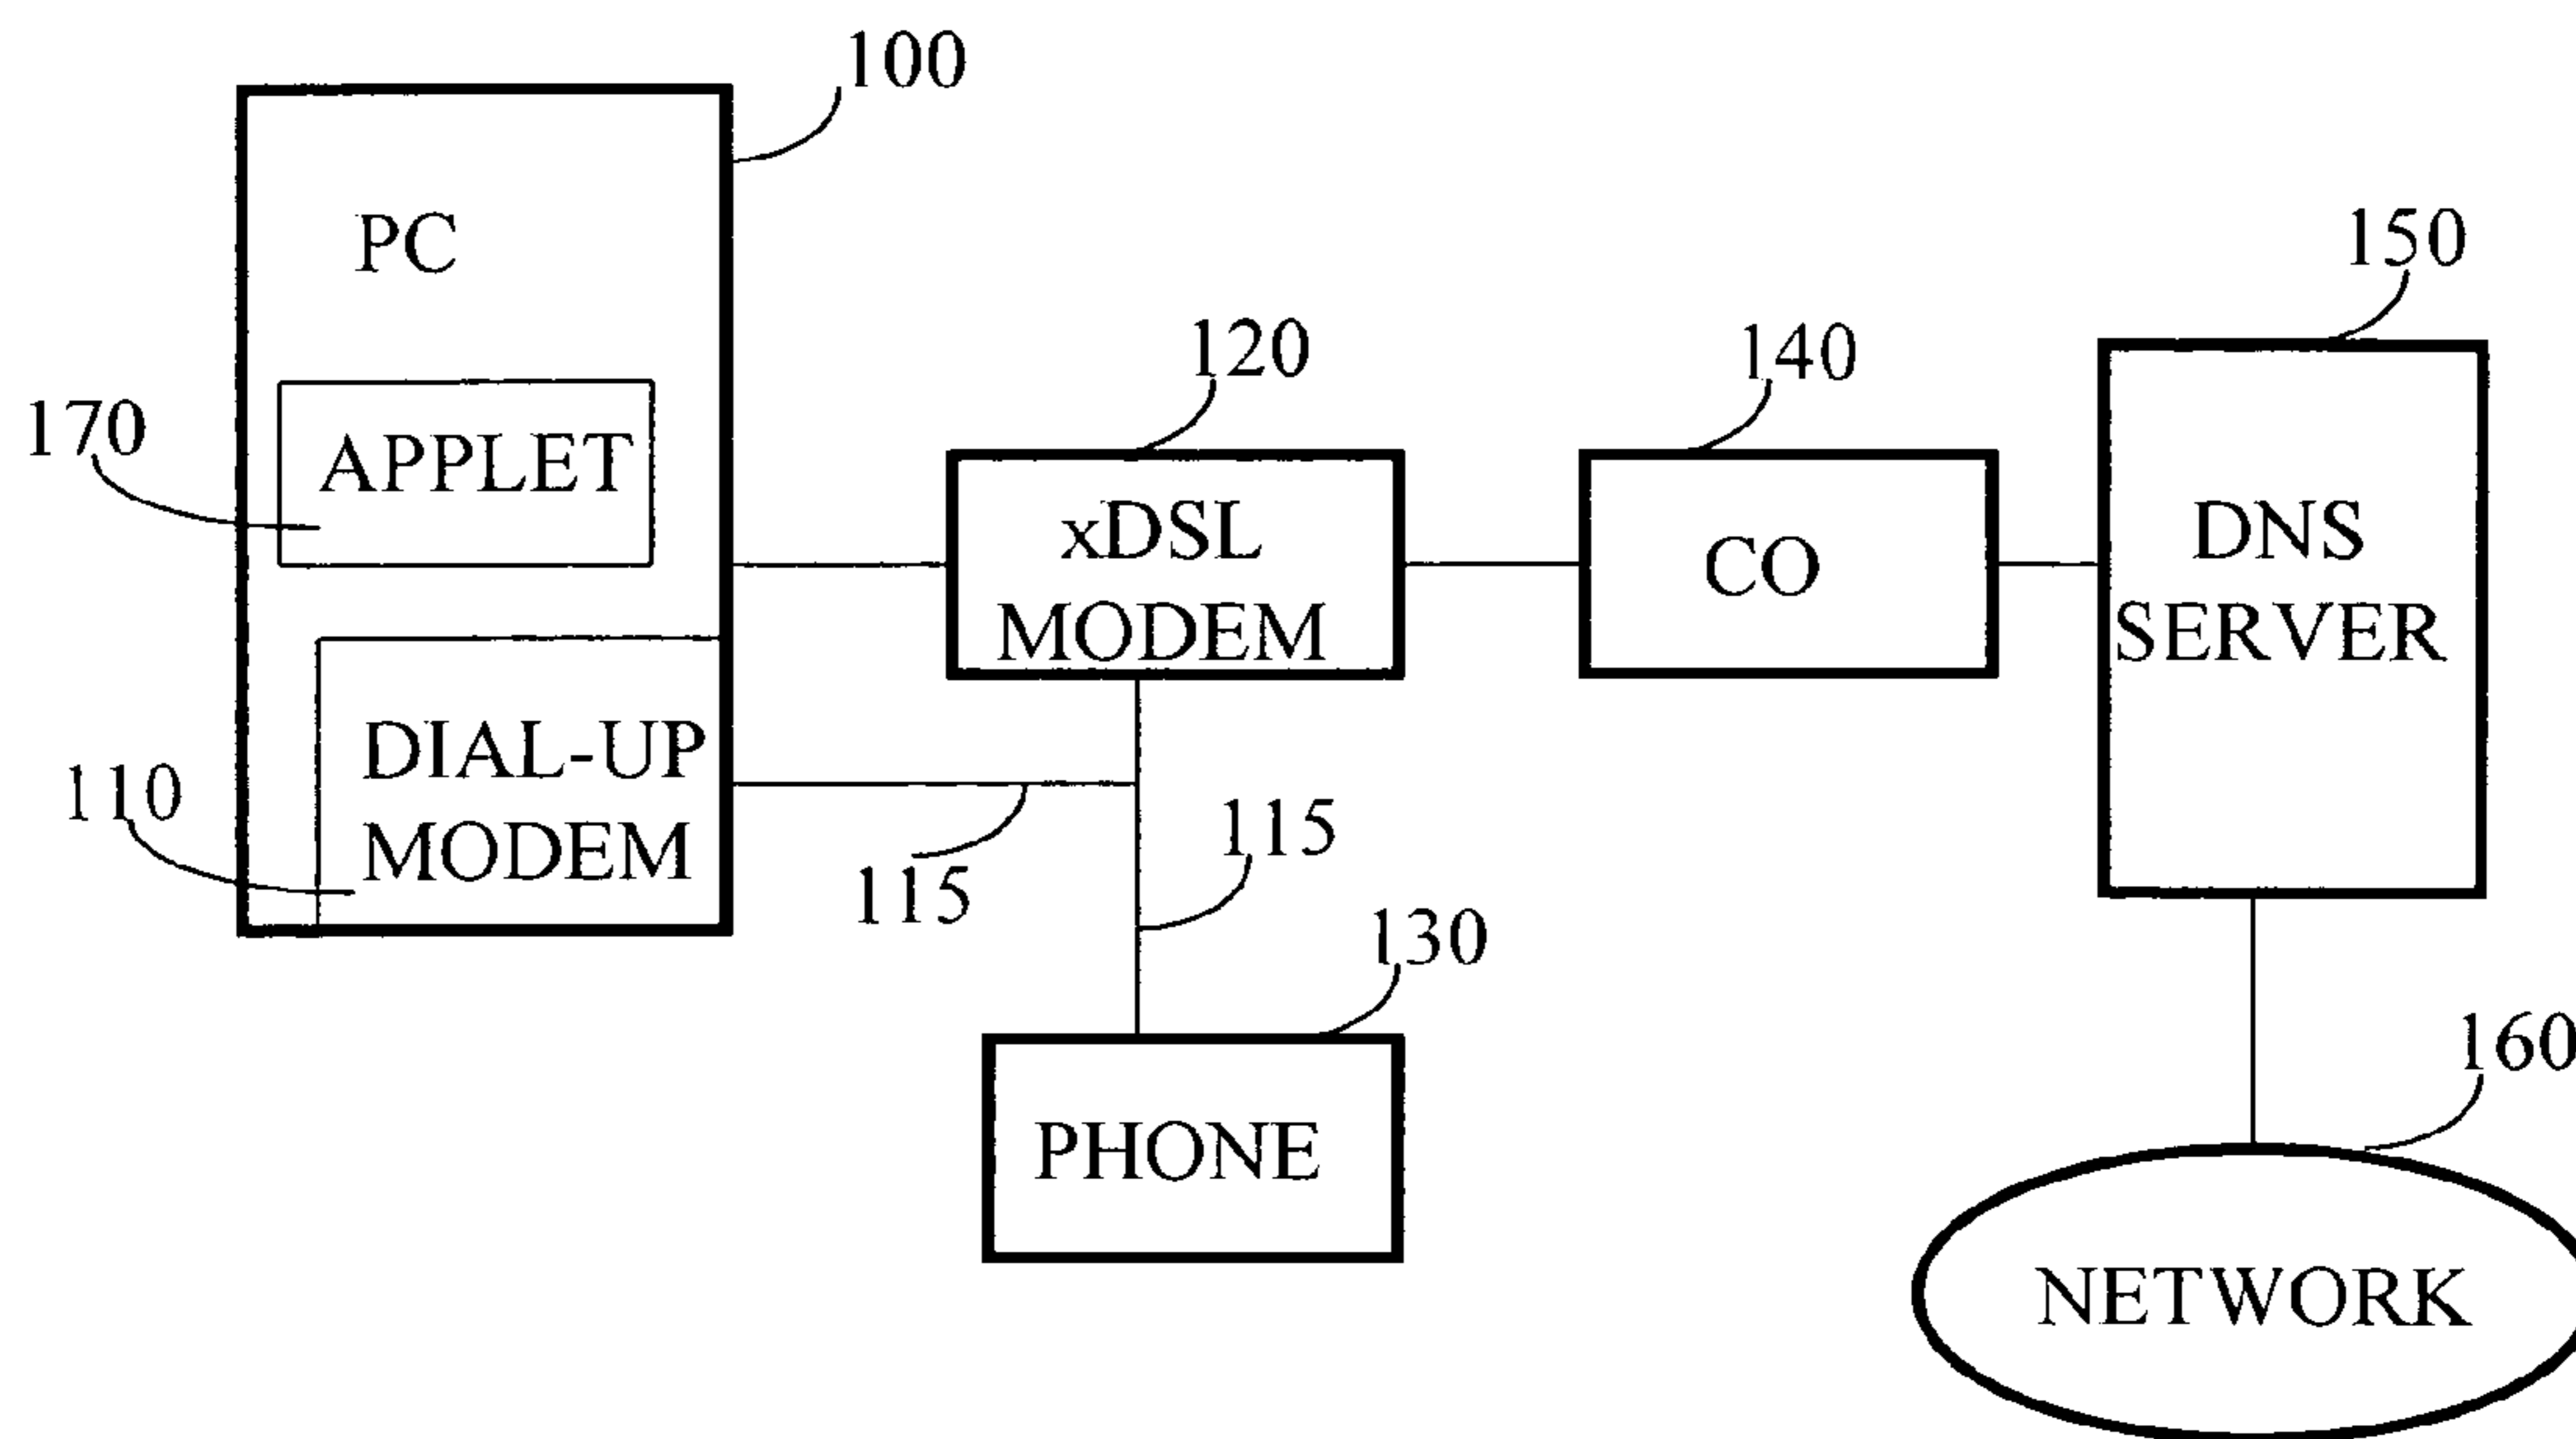 100
PC
150
120
140
170
APPLET
xDSL
MODEM
CO
DNS
SERVER
DIAL-UP
MODEM
110
115
115
130
PHONE
160
NETWORK